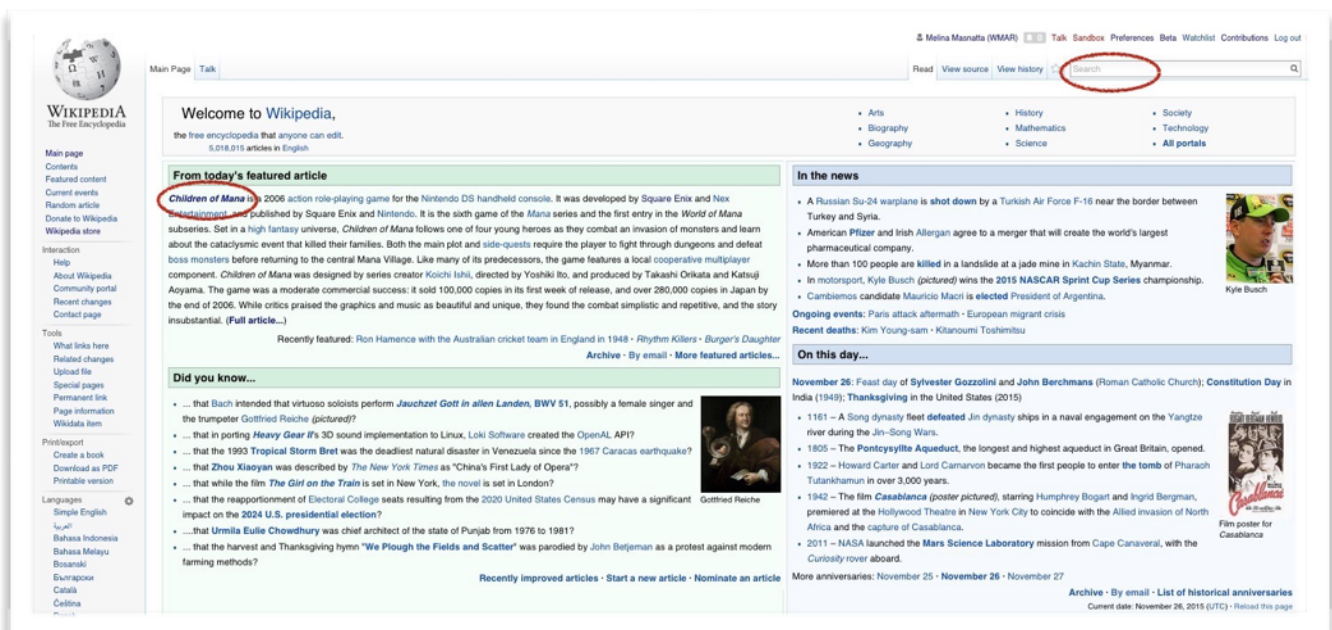 Melina Masnatta (WMAR) Talk Sandbox Preferences Beta Watchlist Contributions Log out
Main Page Talk
Read View source View history Search
WIKIPEDIA
The Free Encyclopedia
Main page
Contents
Featured content
Current events
Random article
Donate to Wikipedia
Wikipedia store
Interaction
Help
About Wikipedia
Community portal
Recent changes
Contact page
Tools
What links here
Related changes
Upload file
Special pages
Permanent link
Page information
Wikidata item
Print/export
Create a book
Download as PDF
Printable version
Languages
Simple English
العربية
Bahasa Indonesia
Bahasa Melayu
Bosanski
Български
Català
Čeština
Welcome to Wikipedia,
the free encyclopedia that anyone can edit.
5,018,015 articles in English
• Arts
• Biography
• Geography
• History
• Mathematics
• Science
• Society
• Technology
• All portals
From today's featured article
Children of Mana is a 2006 action role-playing game for the Nintendo DS handheld console. It was developed by Square Enix and Nex
Entertainment, and published by Square Enix and Nintendo. It is the sixth game of the Mana series and the first entry in the World of Mana
subseries. Set in a high fantasy universe, Children of Mana follows one of four young heroes as they combat an invasion of monsters and learn
about the cataclysmic event that killed their families. Both the main plot and side-quests require the player to fight through dungeons and defeat
boss monsters before returning to the central Mana Village. Like many of its predecessors, the game features a local cooperative multiplayer
component. Children of Mana was designed by series creator Koichi Ishii, directed by Yoshiki Ito, and produced by Takashi Orikata and Katsuji
Aoyama. The game was a moderate commercial success: it sold 100,000 copies in its first week of release, and over 280,000 copies in Japan by
the end of 2006. While critics praised the graphics and music as beautiful and unique, they found the combat simplistic and repetitive, and the story
insubstantial. (Full article...)
Recently featured: Ron Hamence with the Australian cricket team in England in 1948 · Rhythm Killers · Burger's Daughter
Archive · By email · More featured articles...
Did you know...
• ... that Bach intended that virtuoso soloists perform Jauchzet Gott in allen Landen, BWV 51, possibly a female singer and
the trumpeter Gottfried Reiche (pictured)?
• ... that in porting Heavy Gear II's 3D sound implementation to Linux, Loki Software created the OpenAL API?
• ... that the 1993 Tropical Storm Bret was the deadliest natural disaster in Venezuela since the 1967 Caracas earthquake?
• ... that Zhou Xiaoyan was described by The New York Times as "China's First Lady of Opera"?
• ... that while the film The Girl on the Train is set in New York, the novel is set in London?
• ... that the reapportionment of Electoral College seats resulting from the 2020 United States Census may have a significant
impact on the 2024 U.S. presidential election?
• ....that Urmila Eulie Chowdhury was chief architect of the state of Punjab from 1976 to 1981?
• ... that the harvest and Thanksgiving hymn "We Plough the Fields and Scatter" was parodied by John Betjeman as a protest against modern
farming methods?
Gottfried Reiche
Recently improved articles · Start a new article · Nominate an article
In the news
• A Russian Su-24 warplane is shot down by a Turkish Air Force F-16 near the border between
Turkey and Syria.
• American Pfizer and Irish Allergan agree to a merger that will create the world's largest
pharmaceutical company.
• More than 100 people are killed in a landslide at a jade mine in Kachin State, Myanmar.
• In motorsport, Kyle Busch (pictured) wins the 2015 NASCAR Sprint Cup Series championship.
• Cambiemos candidate Mauricio Macri is elected President of Argentina.
Kyle Busch
Ongoing events: Paris attack aftermath · European migrant crisis
Recent deaths: Kim Young-sam · Kitanoumi Toshimitsu
On this day...
November 26: Feast day of Sylvester Gozzolini and John Berchmans (Roman Catholic Church); Constitution Day in
India (1949); Thanksgiving in the United States (2015)
• 1161 – A Song dynasty fleet defeated Jin dynasty ships in a naval engagement on the Yangtze
river during the Jin–Song Wars.
• 1805 – The Pontcysyllte Aqueduct, the longest and highest aqueduct in Great Britain, opened.
• 1922 – Howard Carter and Lord Carnarvon became the first people to enter the tomb of Pharaoh
Tutankhamun in over 3,000 years.
• 1942 – The film Casablanca (poster pictured), starring Humphrey Bogart and Ingrid Bergman,
premiered at the Hollywood Theatre in New York City to coincide with the Allied invasion of North
Africa and the capture of Casablanca.
• 2011 – NASA launched the Mars Science Laboratory mission from Cape Canaveral, with the
Curiosity rover aboard.
Casablanca
Film poster for
Casablanca
More anniversaries: November 25 · November 26 · November 27
Archive · By email · List of historical anniversaries
Current date: November 26, 2015 (UTC) · Reload this page